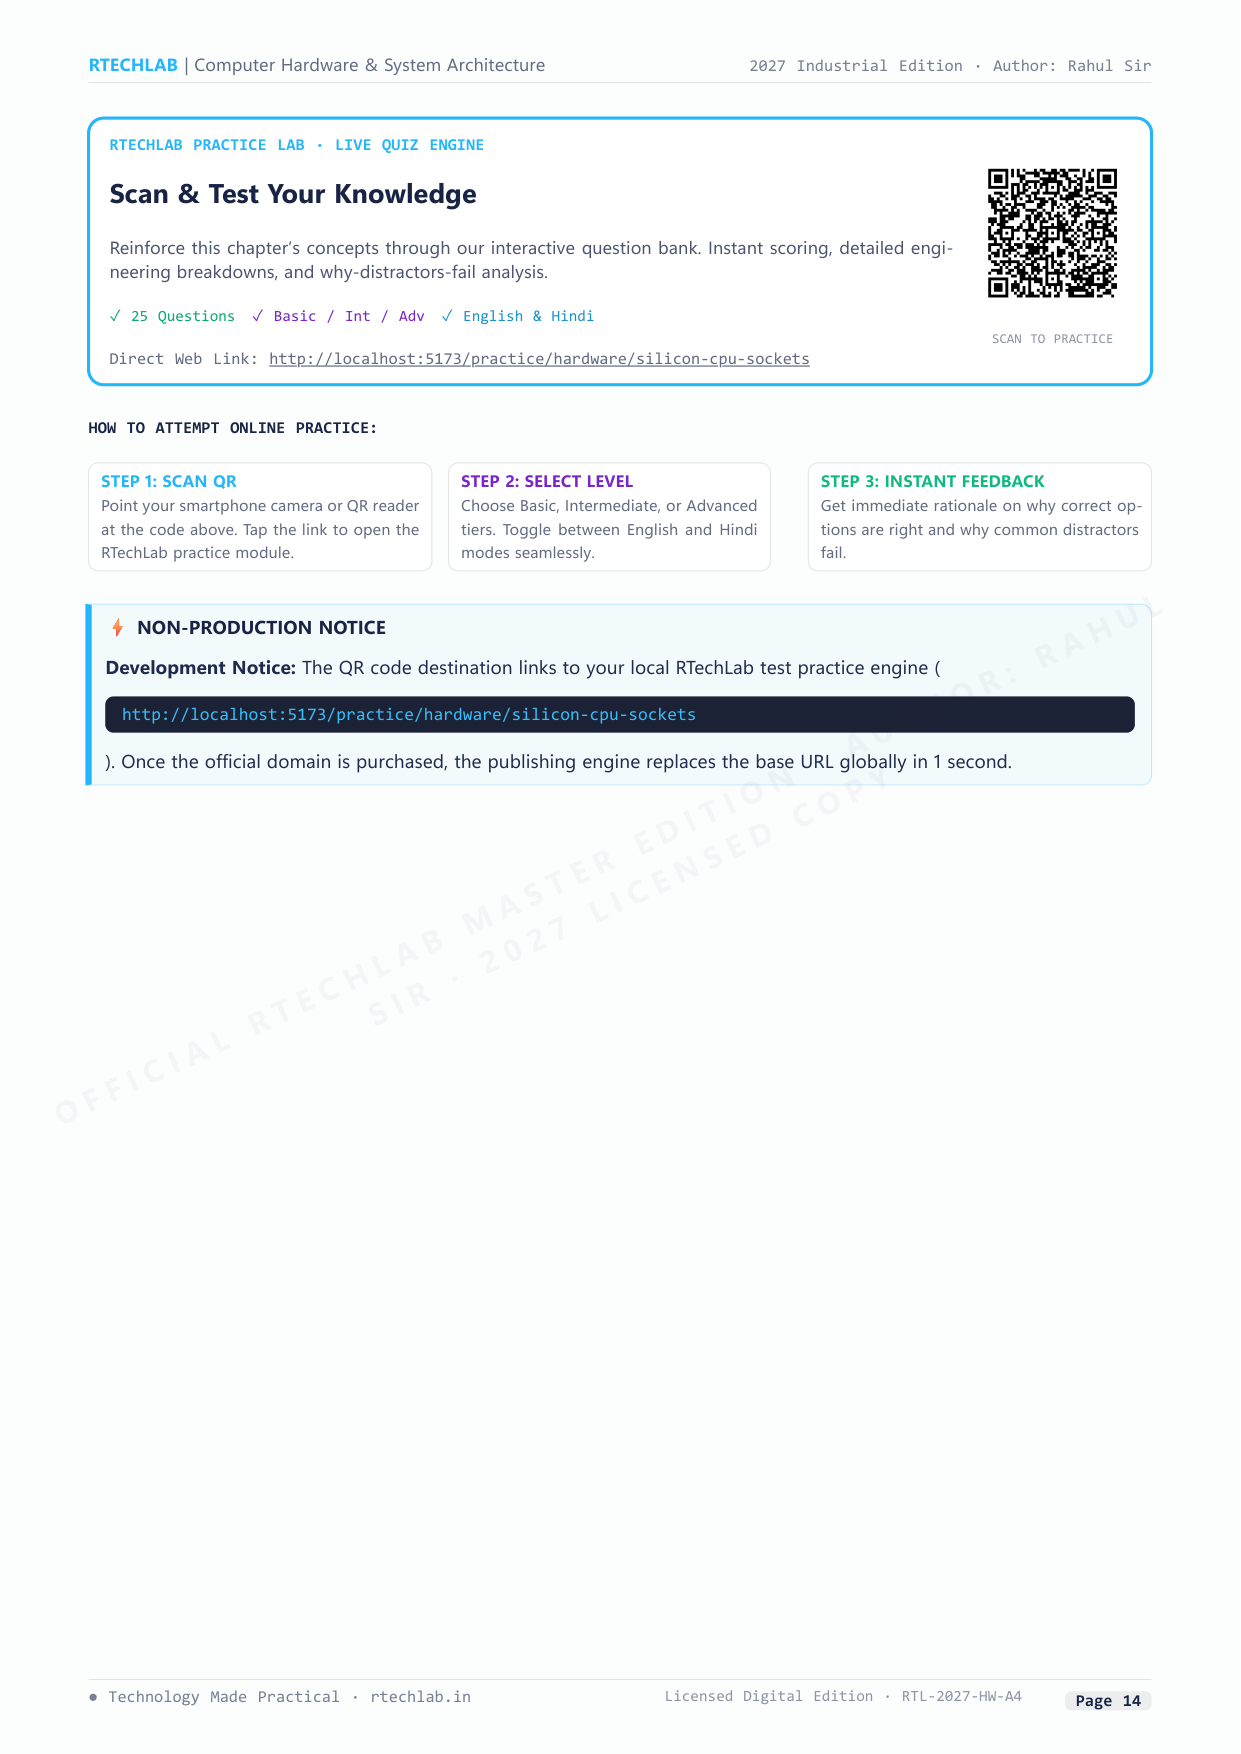 RTECHLAB | Computer Hardware & System Architecture
2027 Industrial Edition · Author: Rahul Sir
RTECHLAB PRACTICE LAB · LIVE QUIZ ENGINE
Scan & Test Your Knowledge
Reinforce this chapter's concepts through our interactive question bank. Instant scoring, detailed engi-
neering breakdowns, and why-distractors-fail analysis.
✓ 25 Questions ✓ Basic / Int / Adv ✓ English & Hindi
Direct Web Link: http://localhost:5173/practice/hardware/silicon-cpu-sockets
SCAN TO PRACTICE
HOW TO ATTEMPT ONLINE PRACTICE:
STEP 1: SCAN QR
Point your smartphone camera or QR reader
at the code above. Tap the link to open the
RTechLab practice module.
STEP 2: SELECT LEVEL
Choose Basic, Intermediate, or Advanced
tiers. Toggle between English and Hindi
modes seamlessly.
STEP 3: INSTANT FEEDBACK
Get immediate rationale on why correct op-
tions are right and why common distractors
fail.
NON-PRODUCTION NOTICE
Development Notice: The QR code destination links to your local RTechLab test practice engine (
http://localhost:5173/practice/hardware/silicon-cpu-sockets
). Once the official domain is purchased, the publishing engine replaces the base URL globally in 1 second.
OFFICIAL RTECHLAB MASTER EDITION · AUTHOR: RAHUL
SIR · 2027 LICENSED COPY
● Technology Made Practical · rtechlab.in
Licensed Digital Edition · RTL-2027-HW-A4
Page 14